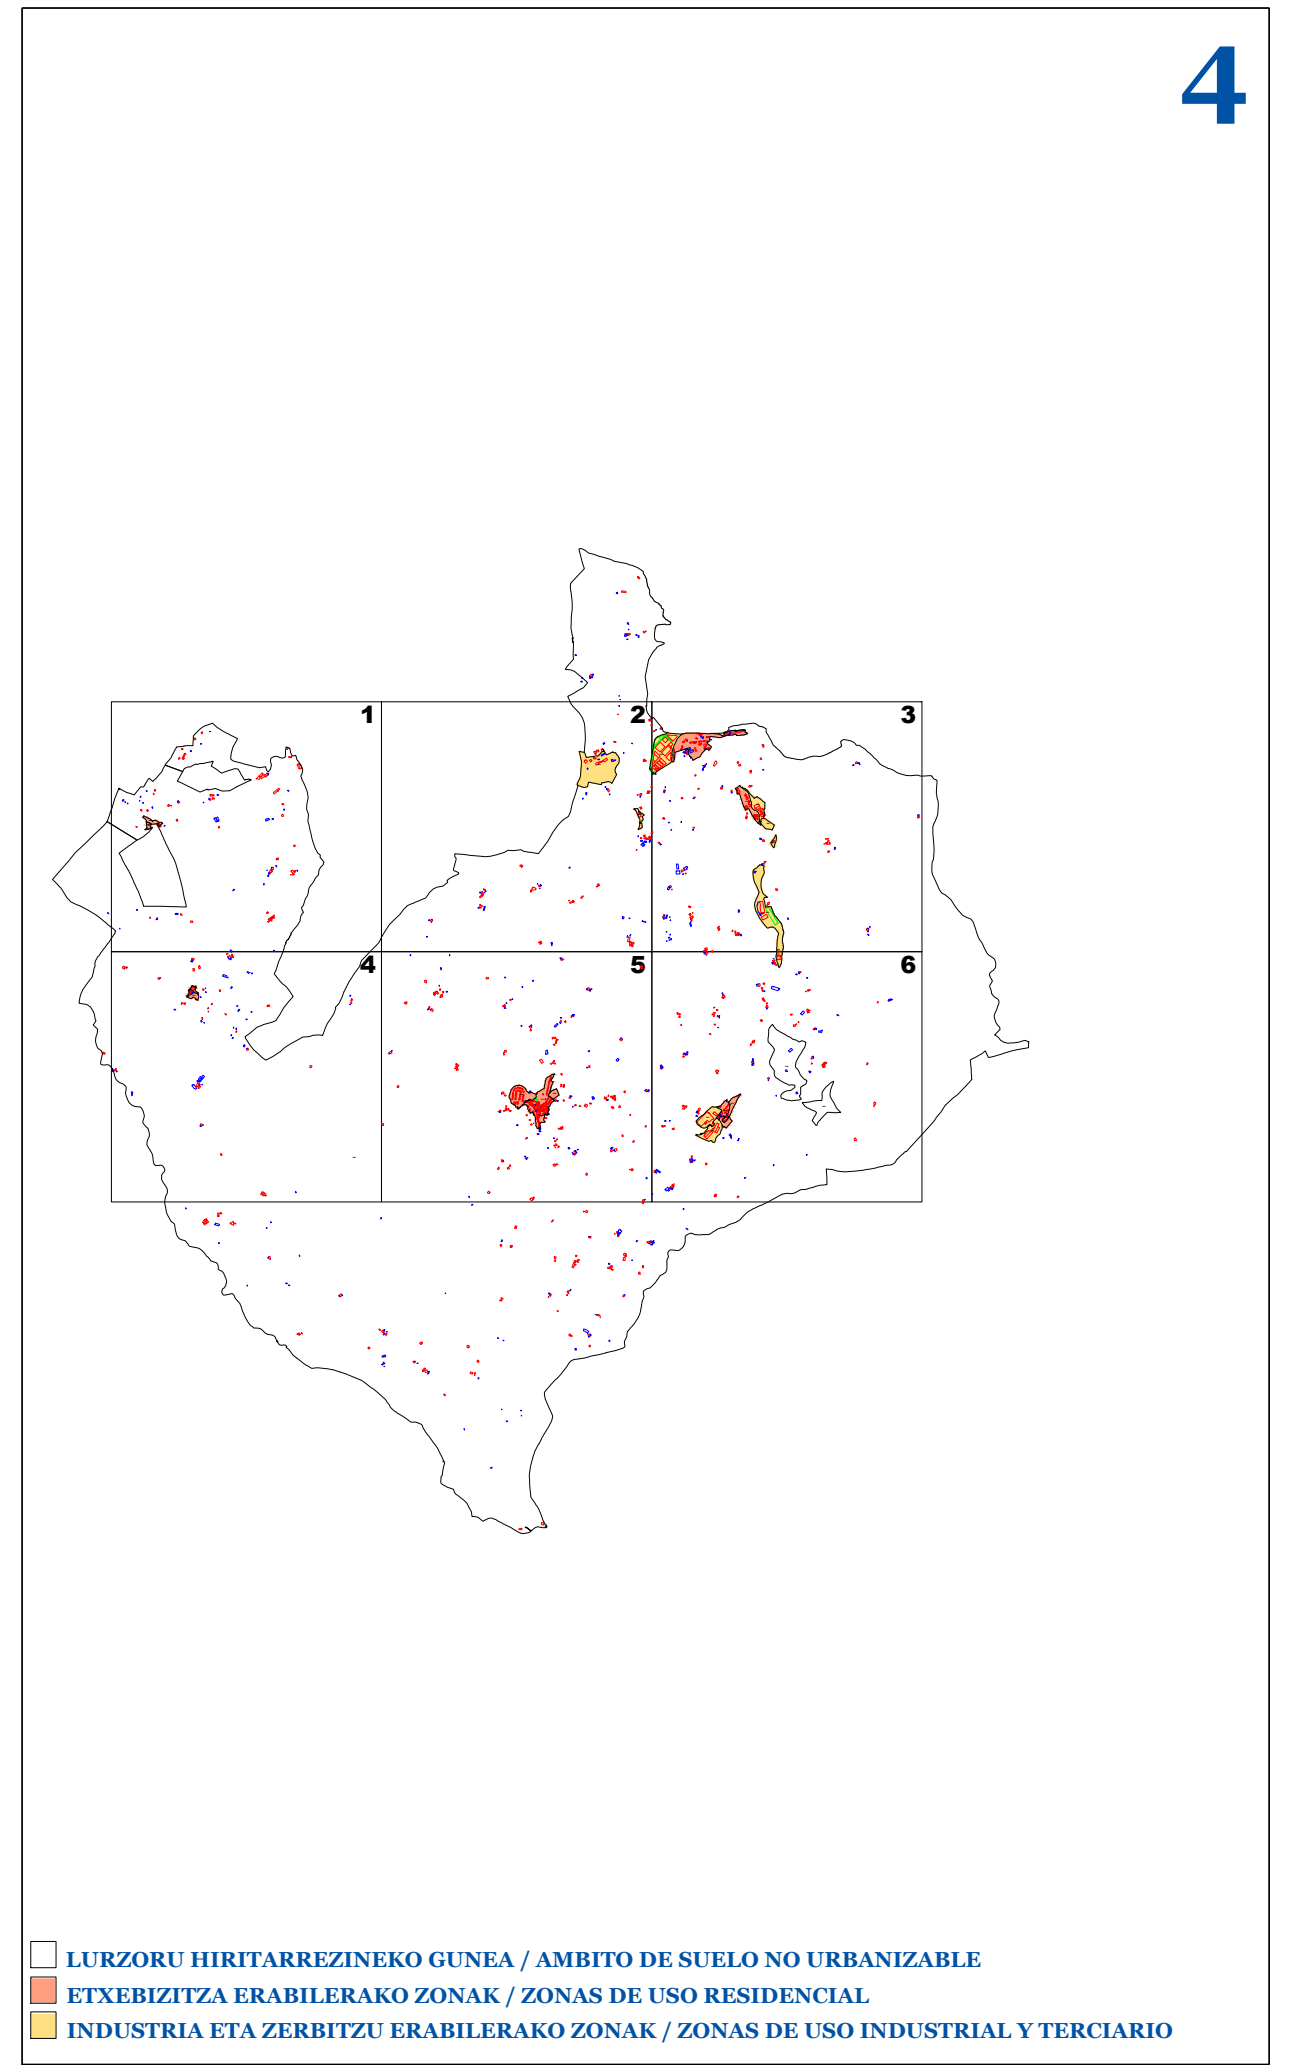 4
1
2
3
4
5
6
LURZORU HIRITARREZINEKO GUNEA / AMBITO DE SUELO NO URBANIZABLE
ETXEBIZITZA ERABILERAKO ZONAK / ZONAS DE USO RESIDENCIAL
INDUSTRIA ETA ZERBITZU ERABILERAKO ZONAK / ZONAS DE USO INDUSTRIAL Y TERCIARIO